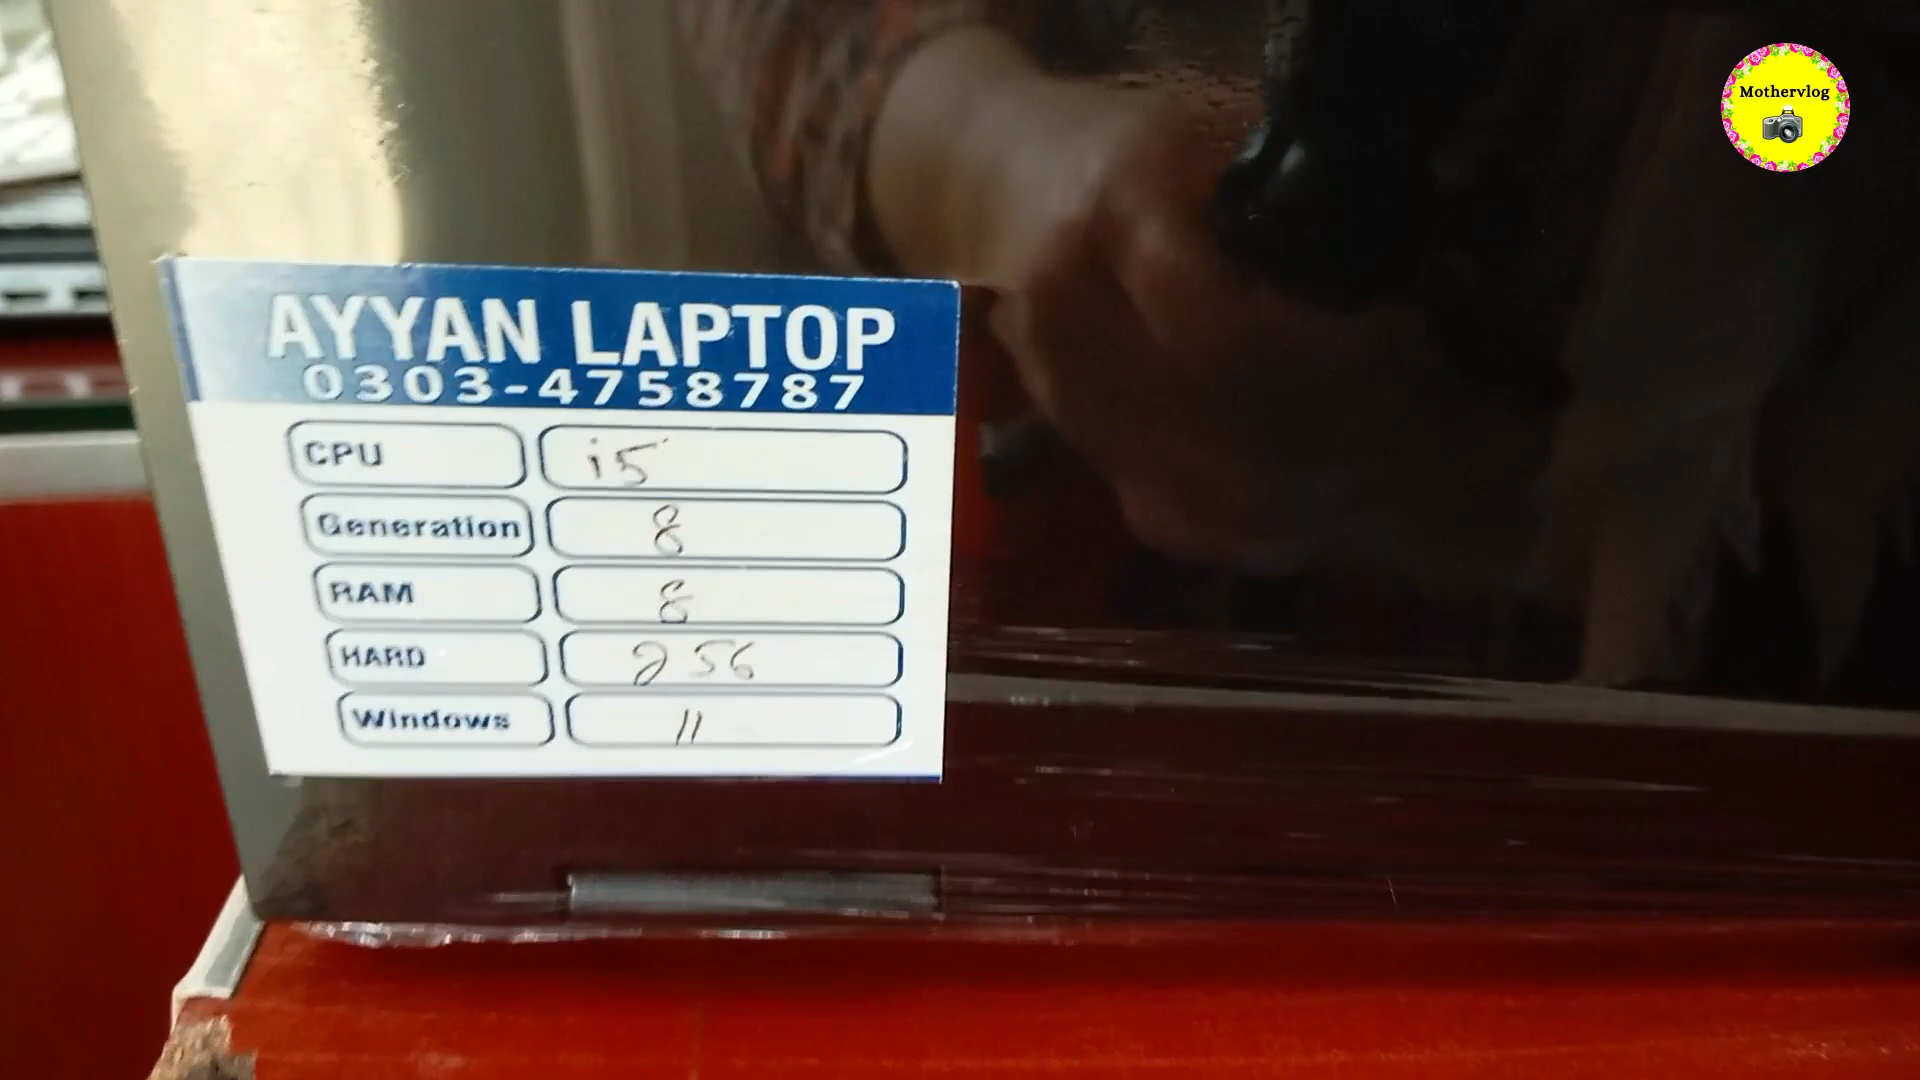 Mothervlog
AYYAN LAPTOP
0303-4758787
CPU i5
Generation 8
RAM 8
HARD 256
Windows 11